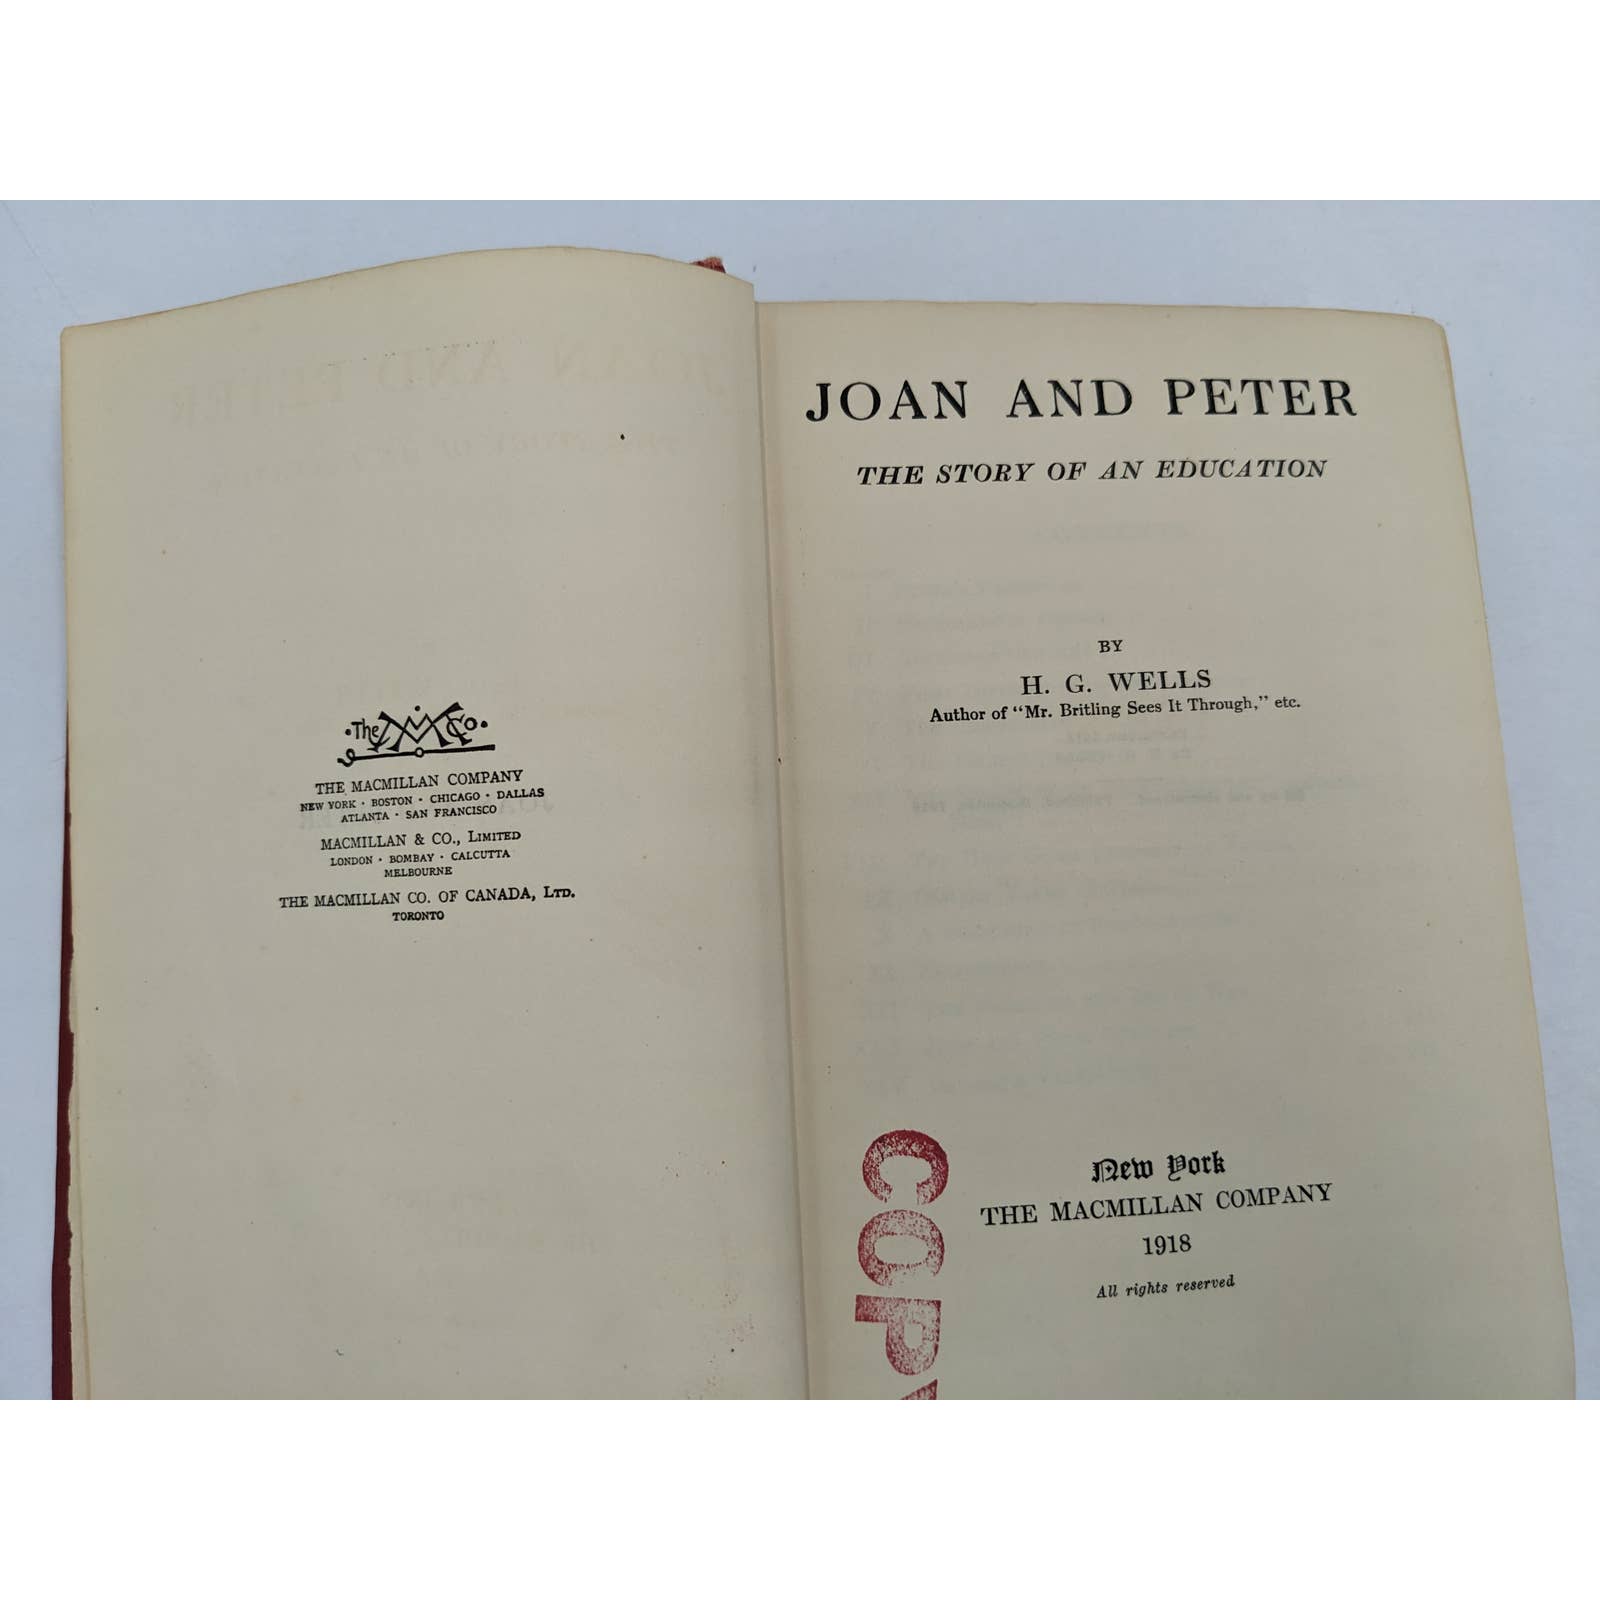 The M Co.
THE MACMILLAN COMPANY
NEW YORK · BOSTON · CHICAGO · DALLAS
ATLANTA · SAN FRANCISCO
MACMILLAN & CO., LIMITED
LONDON · BOMBAY · CALCUTTA
MELBOURNE
THE MACMILLAN CO. OF CANADA, LTD.
TORONTO
JOAN AND PETER
THE STORY OF AN EDUCATION
BY
H. G. WELLS
Author of "Mr. Britling Sees It Through," etc.
New York
THE MACMILLAN COMPANY
1918
All rights reserved
COPY